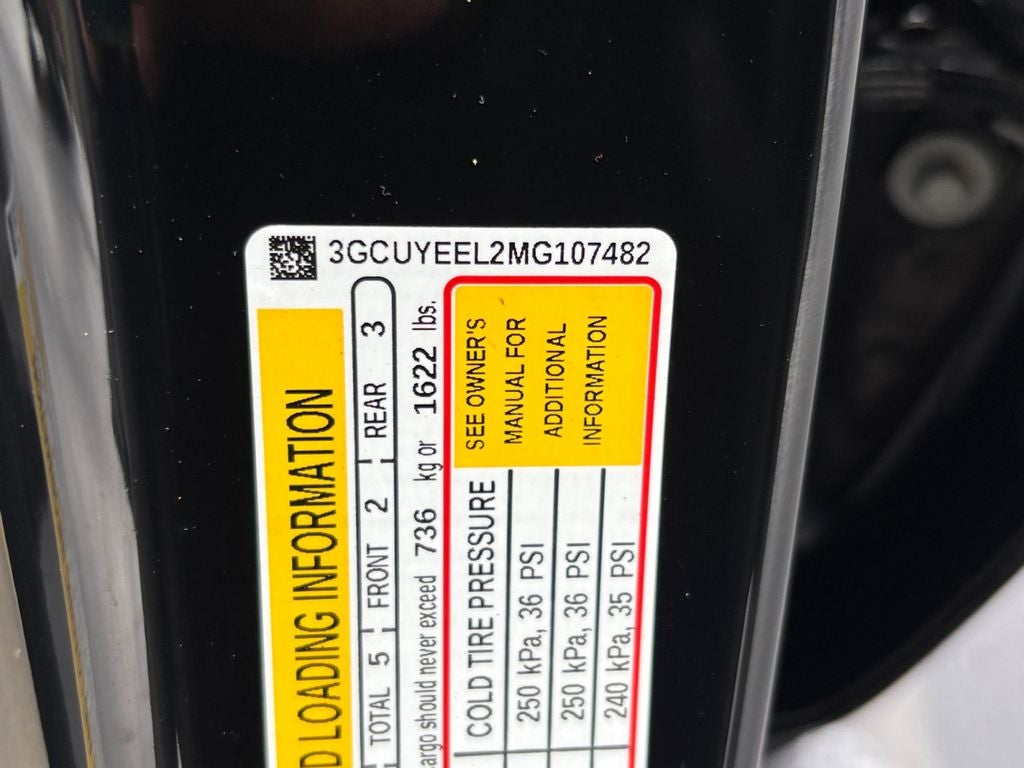 3GCUYEEL2MG107482
D LOADING INFORMATION
TOTAL 5 FRONT 2 REAR 3
should never exceed 736 kg or 1622 lbs.
COLD TIRE PRESSURE
250 kPa, 36 PSI
250 kPa, 36 PSI
240 kPa, 35 PSI
SEE OWNER'S
MANUAL FOR
ADDITIONAL
INFORMATION